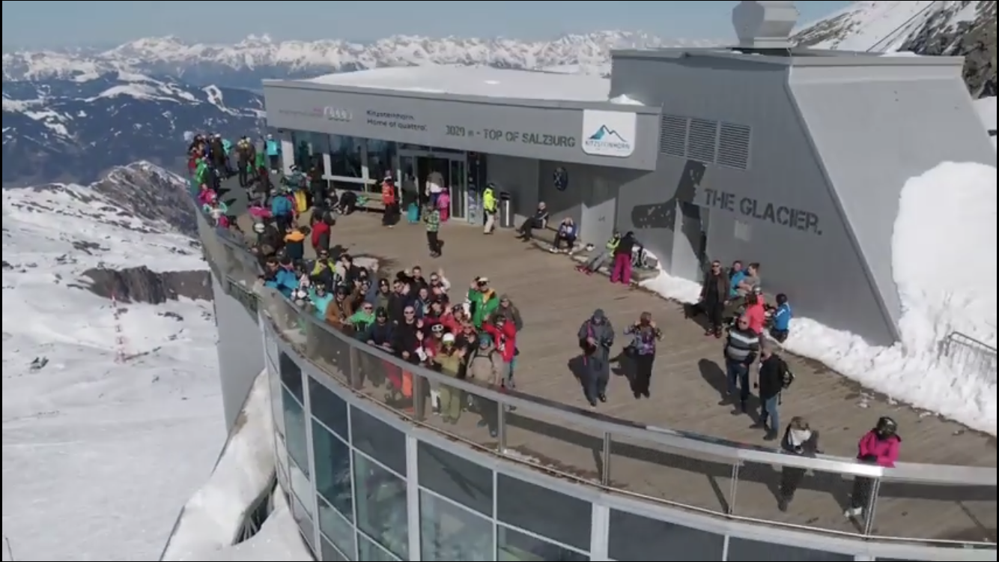 Kitzsteinhorn.
Home of quattro.
3029 m - TOP OF SALZBURG
KITZSTEINHORN
THE GLACIER.